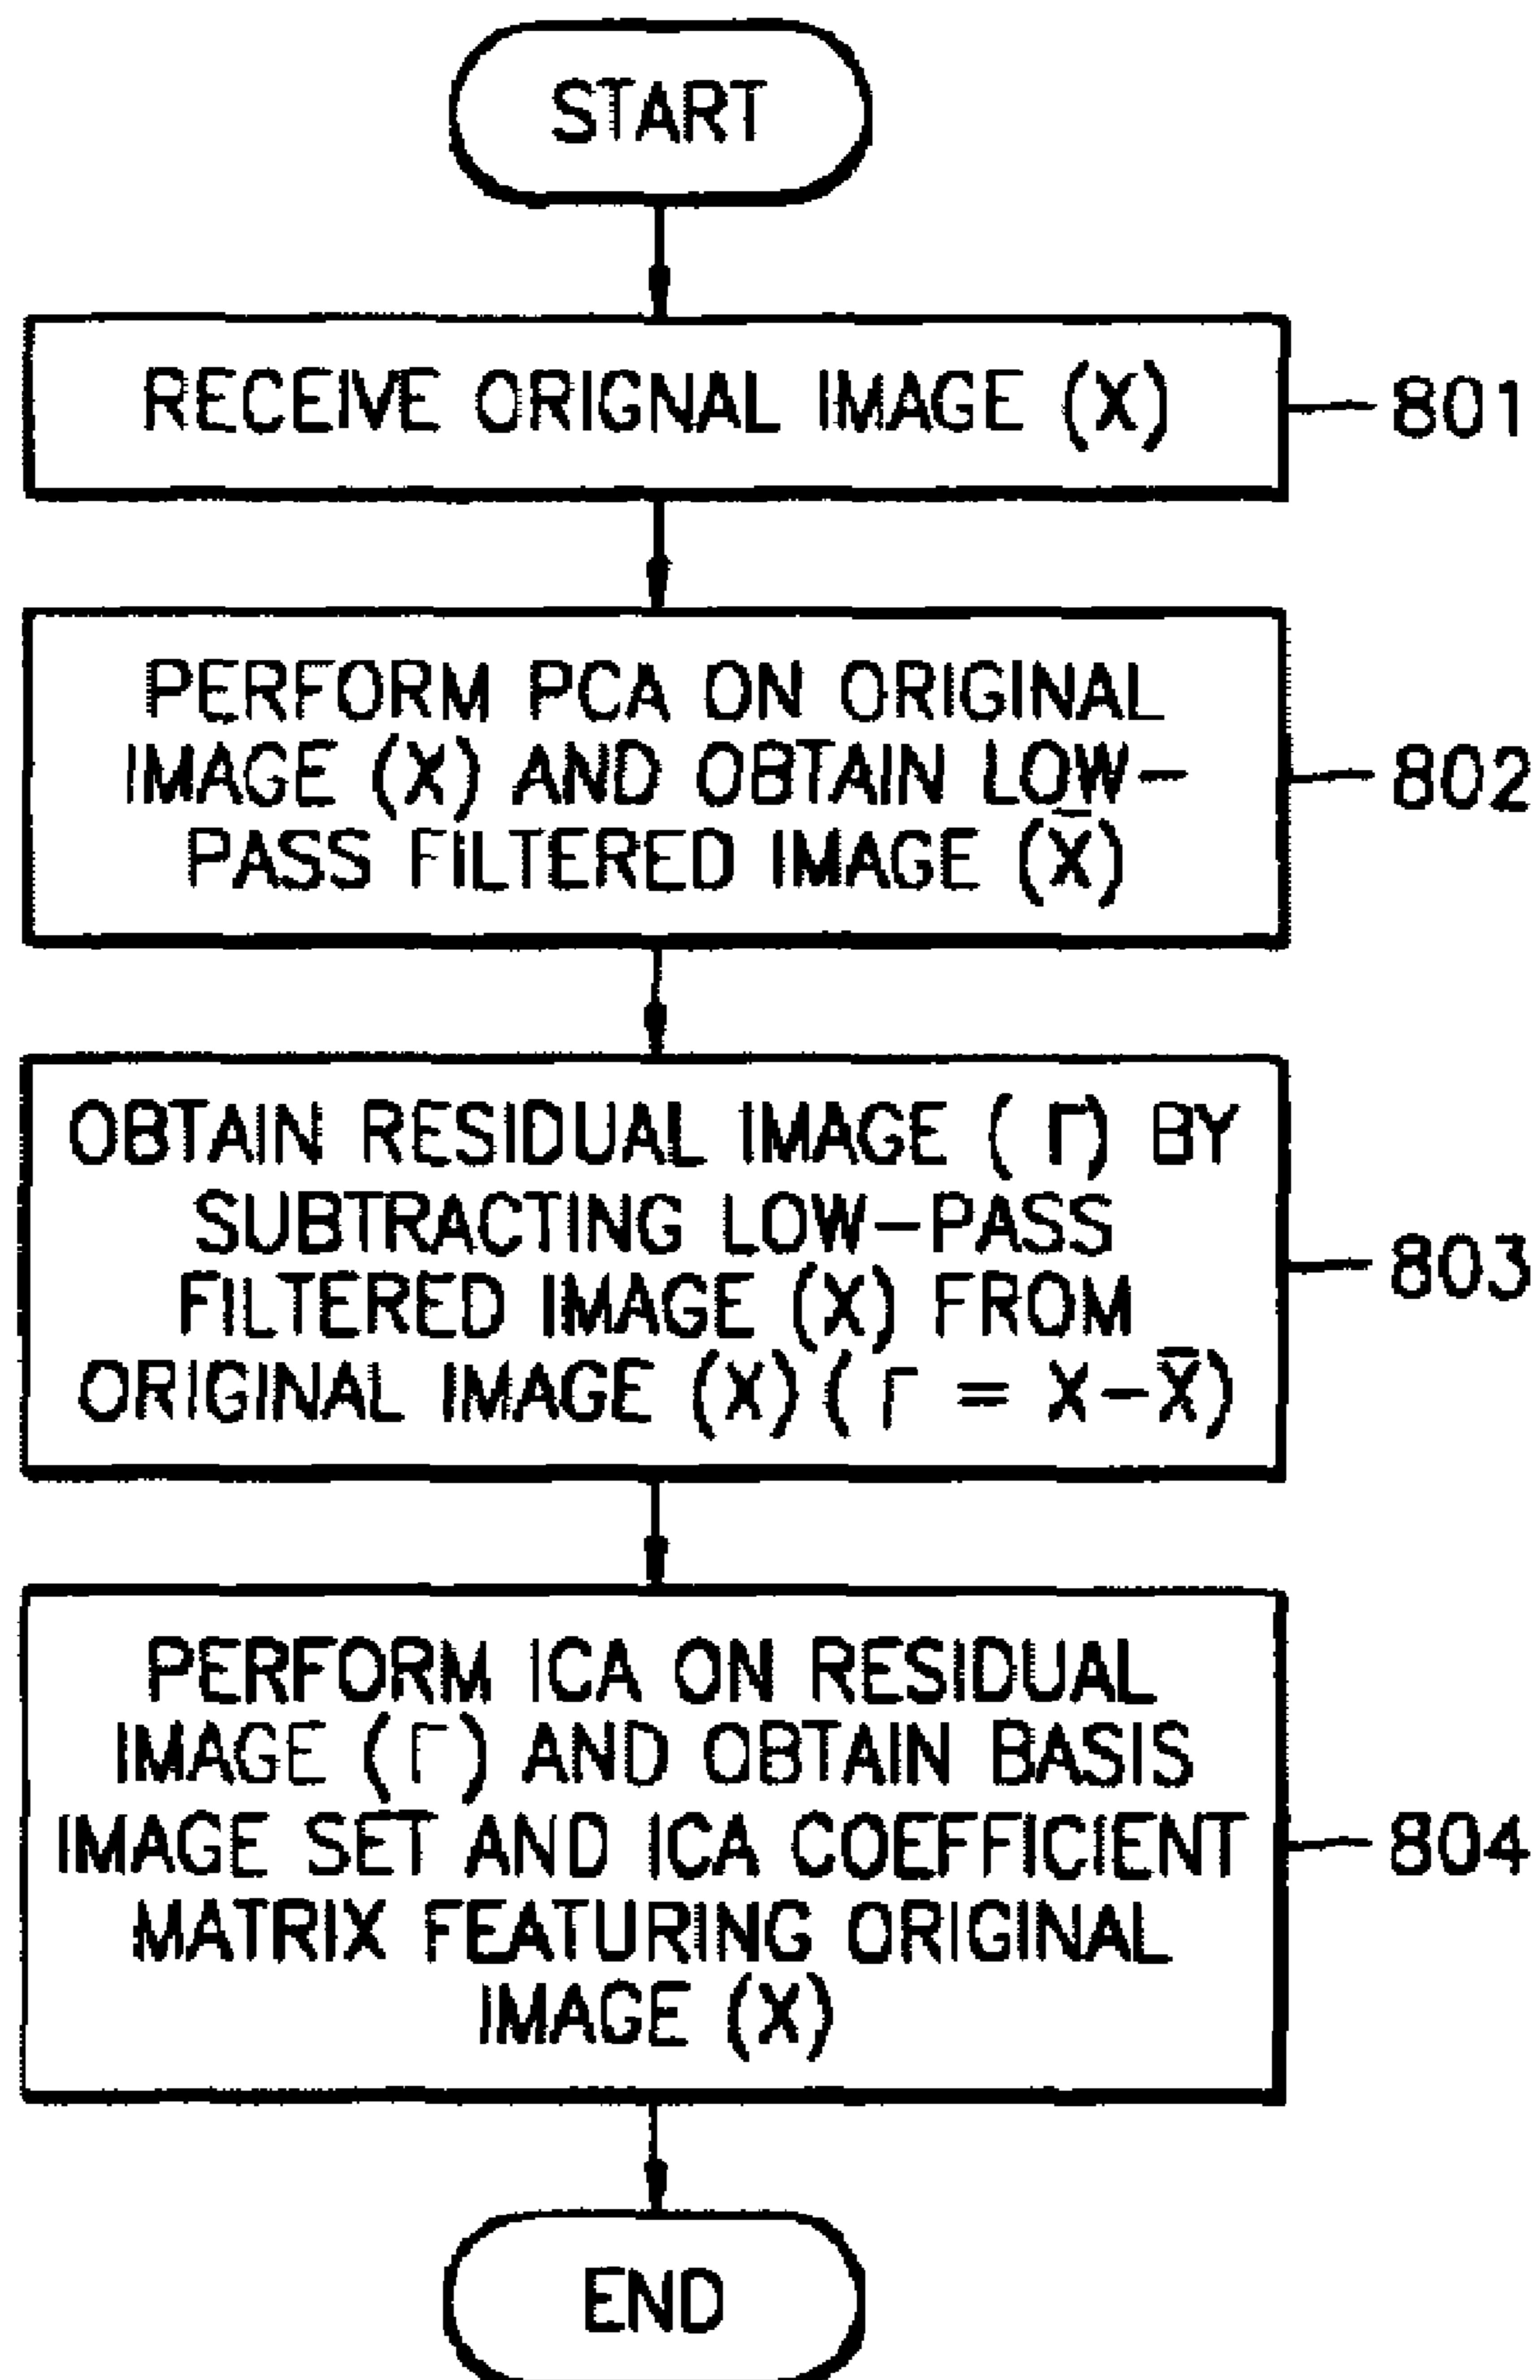 START
RECEIVE ORIGNAL IMAGE (X)
801
PERFORM PCA ON ORIGINAL
IMAGE (X) AND OBTAIN LOW-
PASS FILTERED IMAGE (X̄)
802
OBTAIN RESIDUAL IMAGE (Γ) BY
SUBTRACTING LOW-PASS
FILTERED IMAGE (X) FROM
ORIGINAL IMAGE (X) (Γ = X-X̄)
803
PERFORM ICA ON RESIDUAL
IMAGE (Γ) AND OBTAIN BASIS
IMAGE SET AND ICA COEFFICIENT
MATRIX FEATURING ORIGINAL
IMAGE (X)
804
END